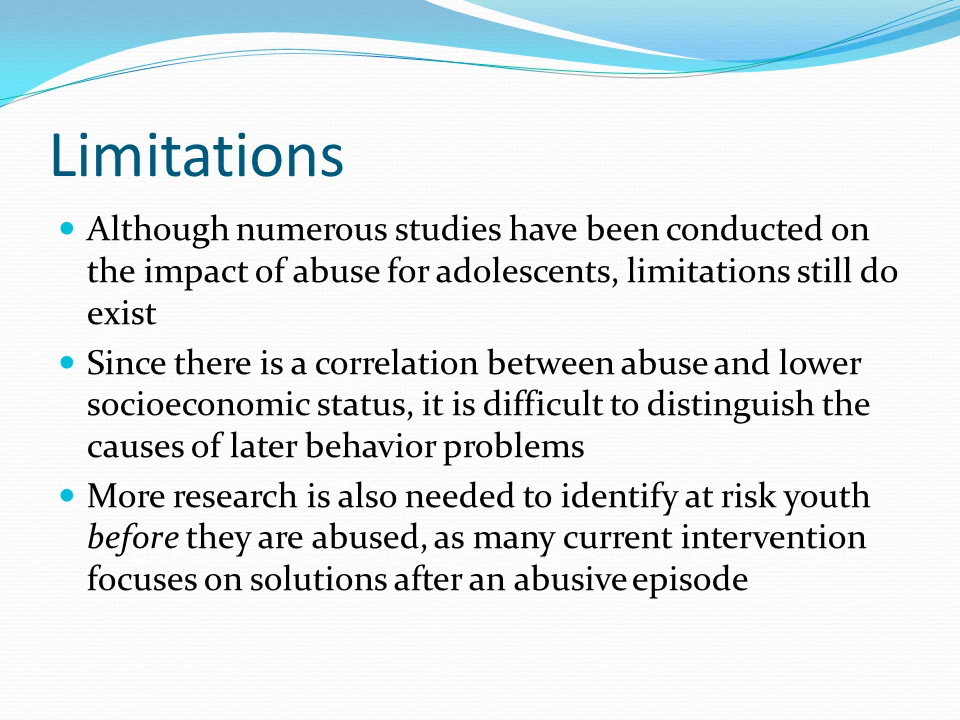 Limitations
• Although numerous studies have been conducted on
the impact of abuse for adolescents, limitations still do
exist
• Since there is a correlation between abuse and lower
socioeconomic status, it is difficult to distinguish the
causes of later behavior problems
• More research is also needed to identify at risk youth
before they are abused, as many current intervention
focuses on solutions after an abusive episode